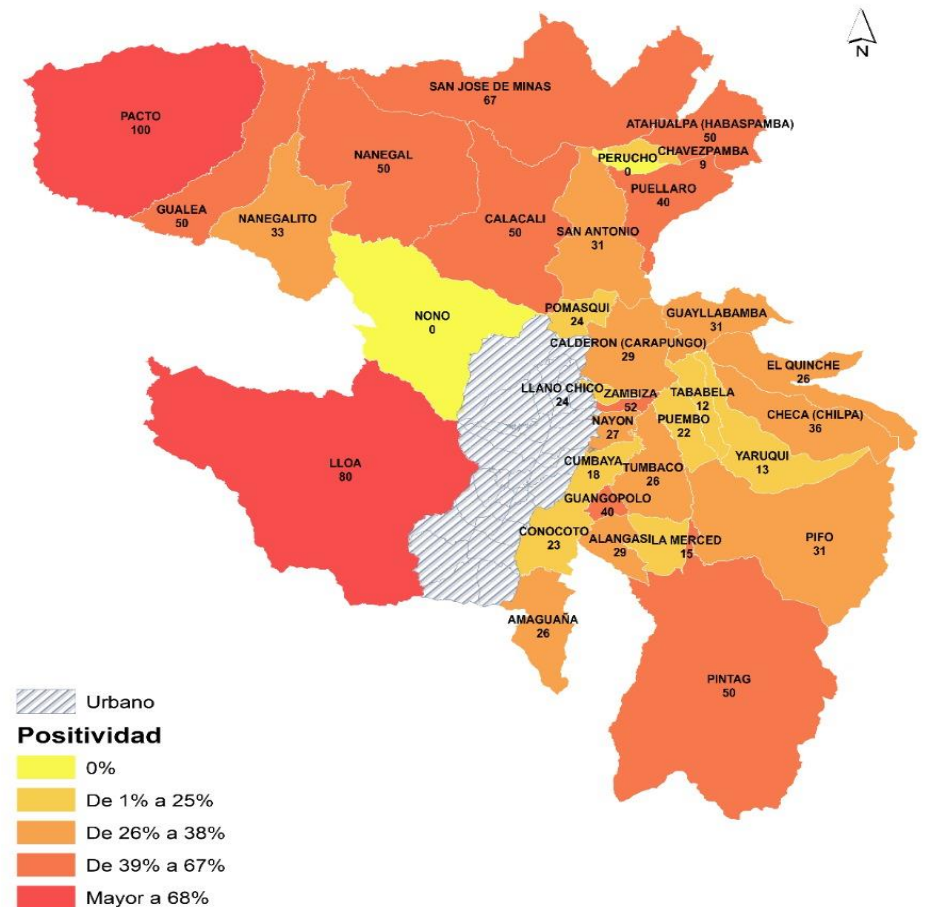 N
SAN JOSE DE MINAS
67
PACTO
100
ATAHUALPA (HABASPAMBA)
50
NANEGAL
50
PERUCHO
0
CHAVEZPAMBA
9
PUELLARO
40
GUALEA
50
NANEGALITO
33
CALACALI
50
SAN ANTONIO
31
NONO
0
POMASQUI
24
GUAYLLABAMBA
31
CALDERON (CARAPUNGO)
29
EL QUINCHE
26
LLANO CHICO
24
ZAMBIZA
52
TABABELA
12
CHECA (CHILPA)
36
NAYON
27
PUEMBO
22
YARUQUI
13
LLOA
80
CUMBAYA
18
TUMBACO
26
GUANGOPOLO
40
CONOCOTO
23
ALANGASI
29
LA MERCED
15
PIFO
31
AMAGUAÑA
26
PINTAG
50
Urbano
Positividad
0%
De 1% a 25%
De 26% a 38%
De 39% a 67%
Mayor a 68%